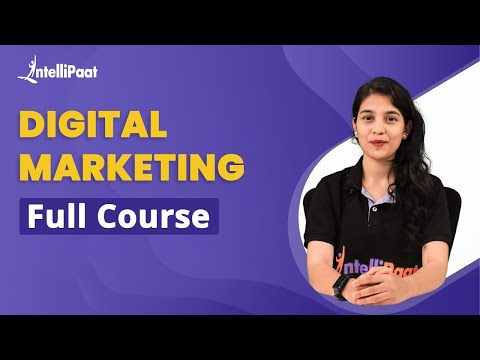 IntelliPaat
DIGITAL
MARKETING
Full Course
IntelliPaat